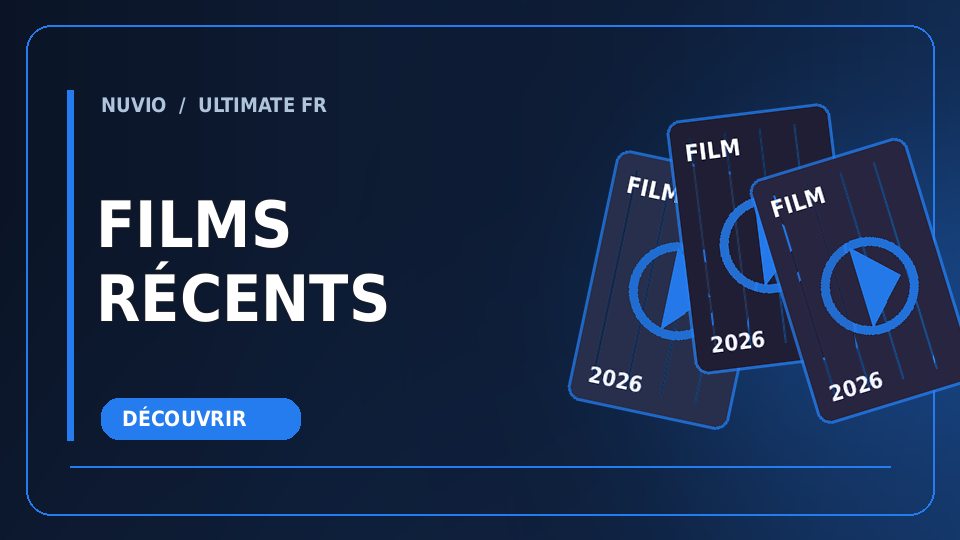 NUVIO / ULTIMATE FR
FILMS
RÉCENTS
DÉCOUVRIR
FILM
2026
FILM
2026
FILM
2026